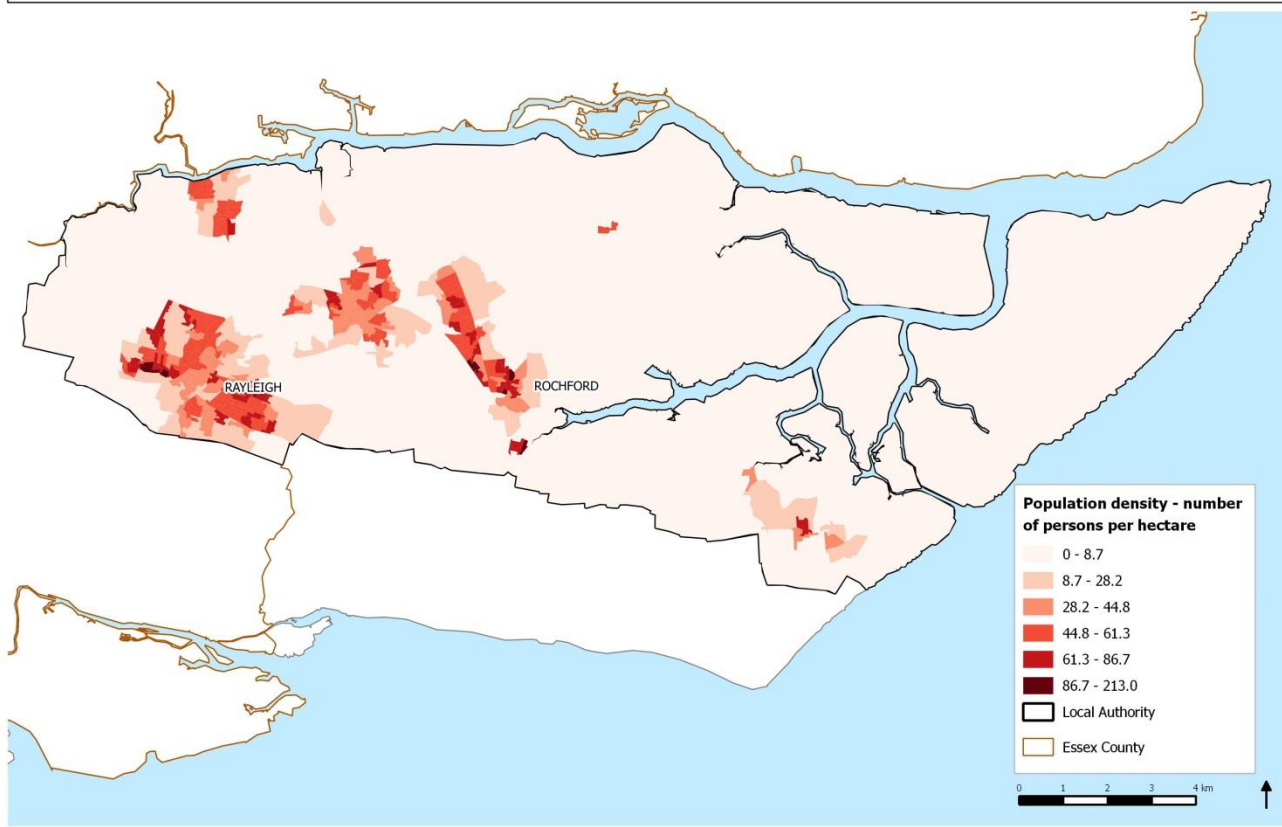 RAYLEIGH
ROCHFORD
Population density - number
of persons per hectare
0 - 8.7
8.7 - 28.2
28.2 - 44.8
44.8 - 61.3
61.3 - 86.7
86.7 - 213.0
Local Authority
Essex County
0 1 2 3 4 km